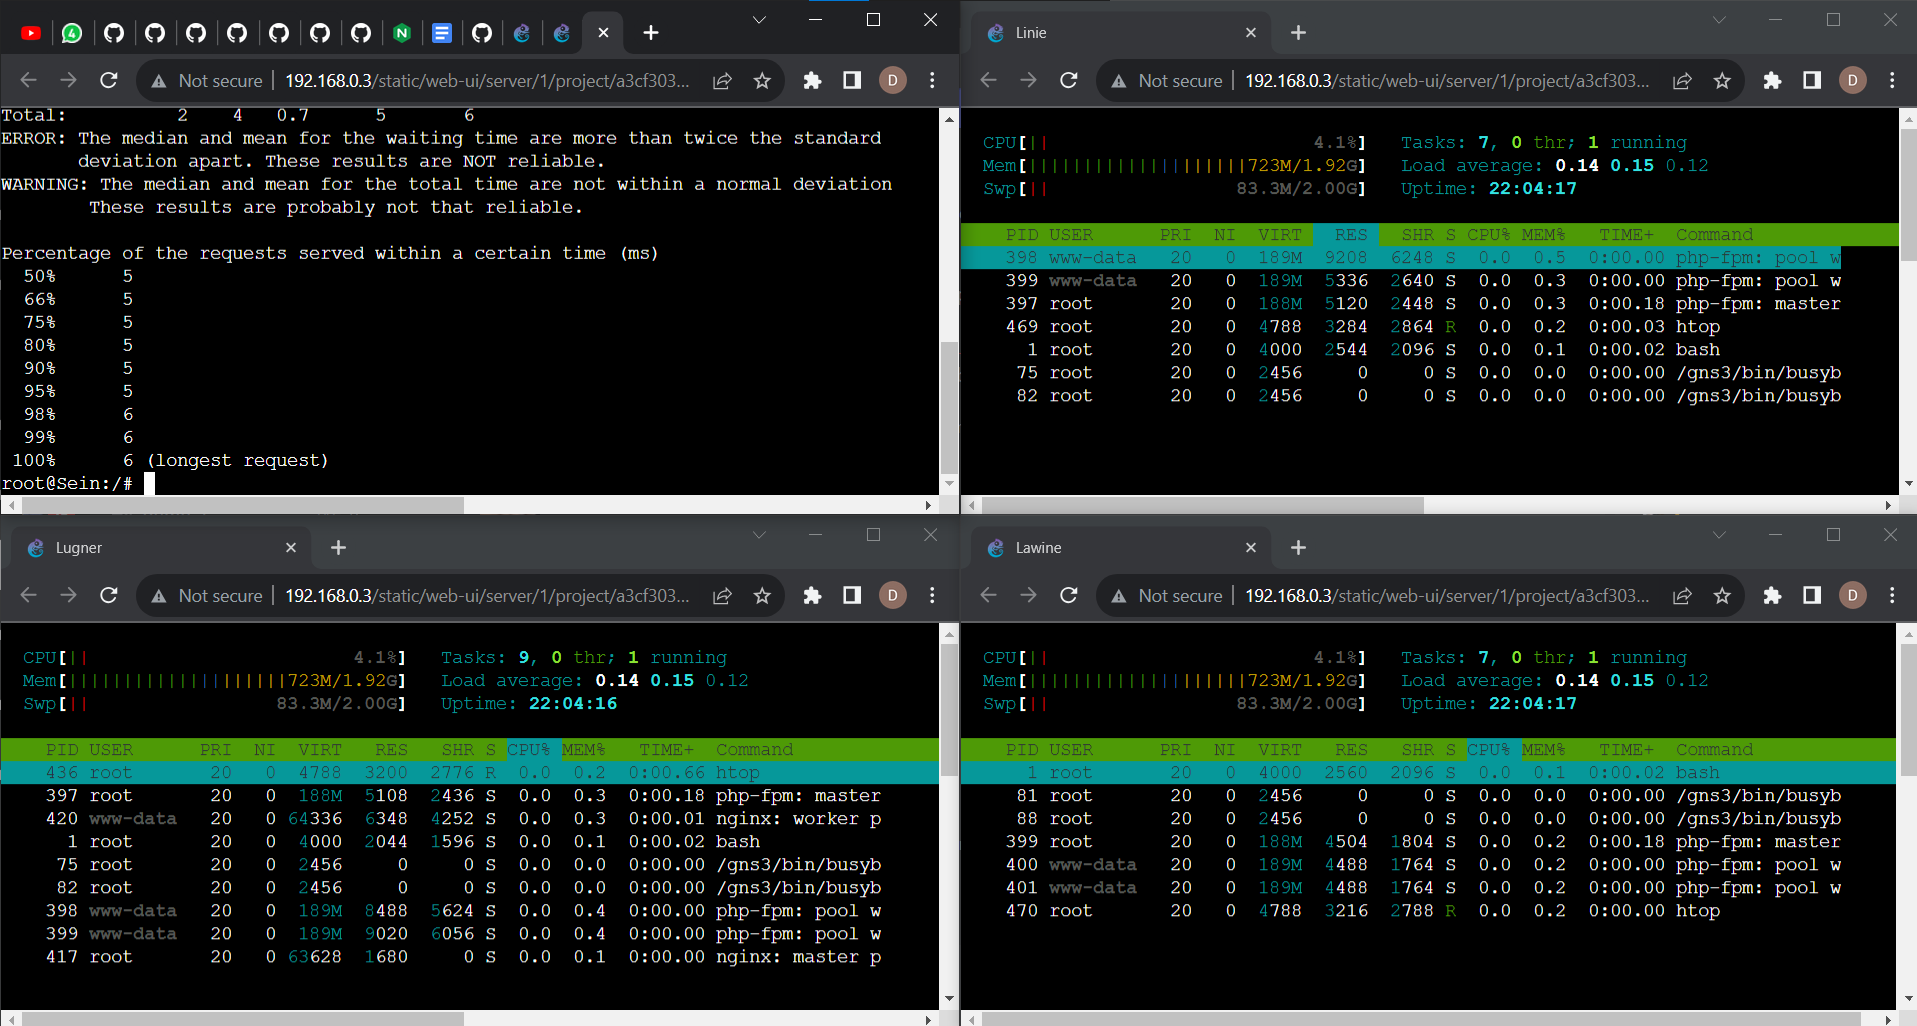 Not secure | 192.168.0.3/static/web-ui/server/1/project/a3cf303... D
Total: 2 4 0.7 5 6
ERROR: The median and mean for the waiting time are more than twice the standard
deviation apart. These results are NOT reliable.
WARNING: The median and mean for the total time are not within a normal deviation
These results are probably not that reliable.
Percentage of the requests served within a certain time (ms)
50% 5
66% 5
75% 5
80% 5
90% 5
95% 5
98% 6
99% 6
100% 6 (longest request)
root@Sein:/#
Linie
Not secure | 192.168.0.3/static/web-ui/server/1/project/a3cf303... D
CPU[|| 4.1%] Tasks: 7, 0 thr; 1 running
Mem[||||||||||||||||||||723M/1.92G] Load average: 0.14 0.15 0.12
Swp[|| 83.3M/2.00G] Uptime: 22:04:17
PID USER PRI NI VIRT RES SHR S CPU% MEM% TIME+ Command
398 www-data 20 0 189M 9208 6248 S 0.0 0.5 0:00.00 php-fpm: pool w
399 www-data 20 0 189M 5336 2640 S 0.0 0.3 0:00.00 php-fpm: pool w
397 root 20 0 188M 5120 2448 S 0.0 0.3 0:00.18 php-fpm: master
469 root 20 0 4788 3284 2864 R 0.0 0.2 0:00.03 htop
1 root 20 0 4000 2544 2096 S 0.0 0.1 0:00.02 bash
75 root 20 0 2456 0 0 S 0.0 0.0 0:00.00 /gns3/bin/busyb
82 root 20 0 2456 0 0 S 0.0 0.0 0:00.00 /gns3/bin/busyb
Lugner
Not secure | 192.168.0.3/static/web-ui/server/1/project/a3cf303... D
CPU[|| 4.1%] Tasks: 9, 0 thr; 1 running
Mem[||||||||||||||||||||723M/1.92G] Load average: 0.14 0.15 0.12
Swp[|| 83.3M/2.00G] Uptime: 22:04:16
PID USER PRI NI VIRT RES SHR S CPU% MEM% TIME+ Command
436 root 20 0 4788 3200 2776 R 0.0 0.2 0:00.66 htop
397 root 20 0 188M 5108 2436 S 0.0 0.3 0:00.18 php-fpm: master
420 www-data 20 0 64336 6348 4252 S 0.0 0.3 0:00.01 nginx: worker p
1 root 20 0 4000 2044 1596 S 0.0 0.1 0:00.02 bash
75 root 20 0 2456 0 0 S 0.0 0.0 0:00.00 /gns3/bin/busyb
82 root 20 0 2456 0 0 S 0.0 0.0 0:00.00 /gns3/bin/busyb
398 www-data 20 0 189M 8488 5624 S 0.0 0.4 0:00.00 php-fpm: pool w
399 www-data 20 0 189M 9020 6056 S 0.0 0.4 0:00.00 php-fpm: pool w
417 root 20 0 63628 1680 0 S 0.0 0.1 0:00.00 nginx: master p
Lawine
Not secure | 192.168.0.3/static/web-ui/server/1/project/a3cf303... D
CPU[|| 4.1%] Tasks: 7, 0 thr; 1 running
Mem[||||||||||||||||||||723M/1.92G] Load average: 0.14 0.15 0.12
Swp[|| 83.3M/2.00G] Uptime: 22:04:17
PID USER PRI NI VIRT RES SHR S CPU% MEM% TIME+ Command
1 root 20 0 4000 2560 2096 S 0.0 0.1 0:00.02 bash
81 root 20 0 2456 0 0 S 0.0 0.0 0:00.00 /gns3/bin/busyb
88 root 20 0 2456 0 0 S 0.0 0.0 0:00.00 /gns3/bin/busyb
399 root 20 0 188M 4504 1804 S 0.0 0.2 0:00.18 php-fpm: master
400 www-data 20 0 189M 4488 1764 S 0.0 0.2 0:00.00 php-fpm: pool w
401 www-data 20 0 189M 4488 1764 S 0.0 0.2 0:00.00 php-fpm: pool w
470 root 20 0 4788 3216 2788 R 0.0 0.2 0:00.00 htop